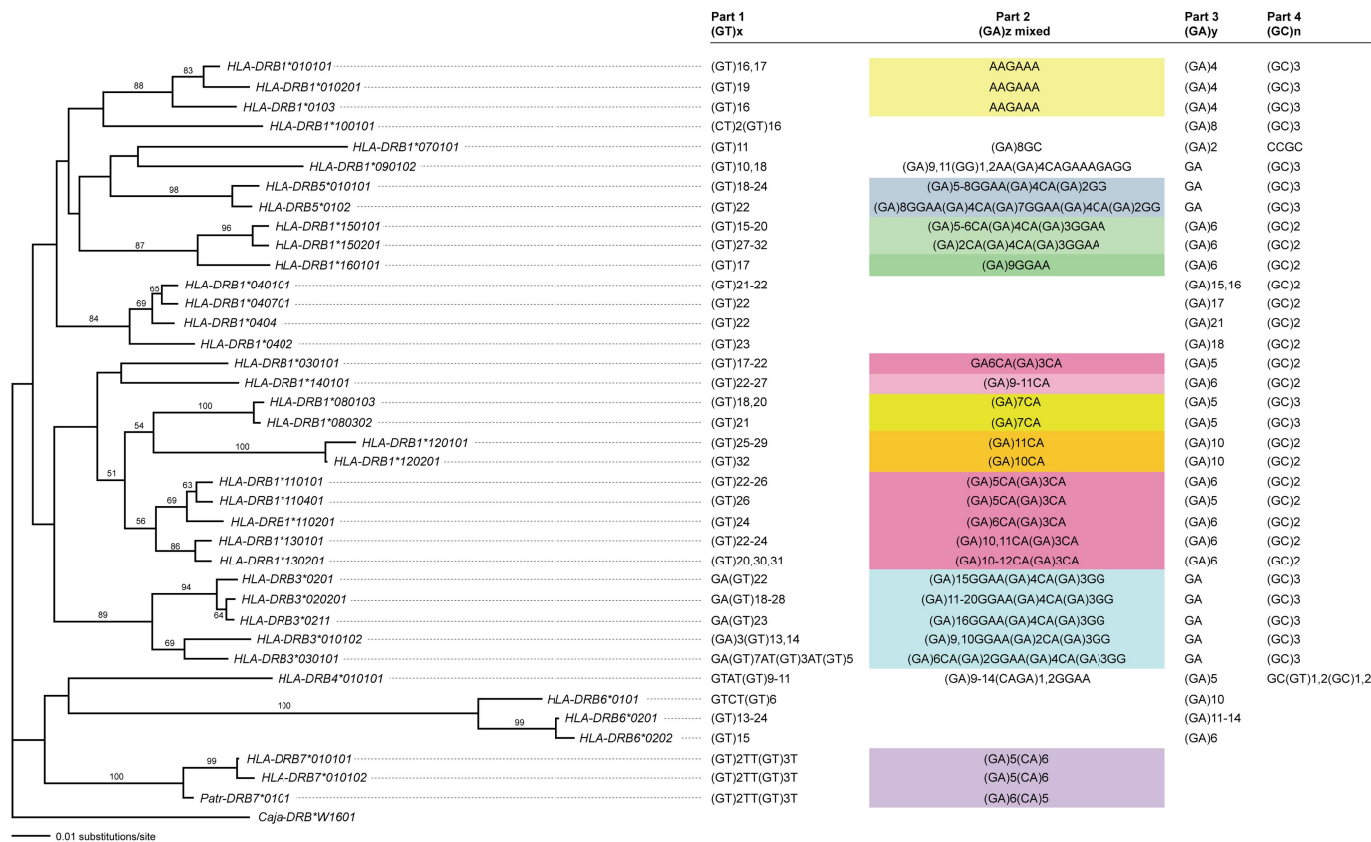 Part 1 Part 2 Part 3 Part 4
(GT)x (GA)z mixed (GA)y (GC)n
83 HLA-DRB1*010101 (GT)16,17 AAGAAA (GA)4 (GC)3
88 HLA-DRB1*010201 (GT)19 AAGAAA (GA)4 (GC)3
HLA-DRB1*0103 (GT)16 AAGAAA (GA)4 (GC)3
HLA-DRB1*100101 (CT)2(GT)16 (GA)8 (GC)3
HLA-DRB1*070101 (GT)11 (GA)8GC (GA)2 CCGC
HLA-DRB1*090102 (GT)10,18 (GA)9,11(GG)1,2AA(GA)4CAGAAAGAGG GA (GC)3
98 HLA-DRB5*010101 (GT)18-24 (GA)5-8GGAA(GA)4CA(GA)2GG GA (GC)3
HLA-DRB5*0102 (GT)22 (GA)8GGAA(GA)4CA(GA)7GGAA(GA)4CA(GA)2GG GA (GC)3
96 HLA-DRB1*150101 (GT)15-20 (GA)5-6CA(GA)4CA(GA)3GGAA (GA)6 (GC)2
87 HLA-DRB1*150201 (GT)27-32 (GA)2CA(GA)4CA(GA)3GGAA (GA)6 (GC)2
HLA-DRB1*160101 (GT)17 (GA)9GGAA (GA)6 (GC)2
65 HLA-DRB1*040101 (GT)21-22 (GA)15,16 (GC)2
69 HLA-DRB1*040701 (GT)22 (GA)17 (GC)2
84 HLA-DRB1*0404 (GT)22 (GA)21 (GC)2
HLA-DRB1*0402 (GT)23 (GA)18 (GC)2
HLA-DRB1*030101 (GT)17-22 GA6CA(GA)3CA (GA)5 (GC)2
HLA-DRB1*140101 (GT)22-27 (GA)9-11CA (GA)6 (GC)2
100 HLA-DRB1*080103 (GT)18,20 (GA)7CA (GA)5 (GC)3
54 HLA-DRB1*080302 (GT)21 (GA)7CA (GA)5 (GC)3
100 HLA-DRB1*120101 (GT)25-29 (GA)11CA (GA)10 (GC)2
HLA-DRB1*120201 (GT)32 (GA)10CA (GA)10 (GC)2
51 63 HLA-DRB1*110101 (GT)22-26 (GA)5CA(GA)3CA (GA)6 (GC)2
69 HLA-DRB1*110401 (GT)26 (GA)5CA(GA)3CA (GA)5 (GC)2
56 HLA-DRB1*110201 (GT)24 (GA)6CA(GA)3CA (GA)6 (GC)2
86 HLA-DRB1*130101 (GT)22-24 (GA)10,11CA(GA)3CA (GA)6 (GC)2
HLA-DRB1*130201 (GT)20,30,31 (GA)10-12CA(GA)3CA (GA)6 (GC)2
94 HLA-DRB3*0201 GA(GT)22 (GA)15GGAA(GA)4CA(GA)3GG GA (GC)3
HLA-DRB3*020201 GA(GT)18-28 (GA)11-20GGAA(GA)4CA(GA)3GG GA (GC)3
89 64 HLA-DRB3*0211 GA(GT)23 (GA)16GGAA(GA)4CA(GA)3GG GA (GC)3
69 HLA-DRB3*010102 (GA)3(GT)13,14 (GA)9,10GGAA(GA)2CA(GA)3GG GA (GC)3
HLA-DRB3*030101 GA(GT)7AT(GT)3AT(GT)5 (GA)6CA(GA)2GGAA(GA)4CA(GA)3GG GA (GC)3
HLA-DRB4*010101 GTAT(GT)9-11 (GA)9-14(CAGA)1,2GGAA (GA)5 GC(GT)1,2(GC)1,2
100 HLA-DRB6*0101 GTCT(GT)6 (GA)10
99 HLA-DRB6*0201 (GT)13-24 (GA)11-14
HLA-DRB6*0202 (GT)15 (GA)6
99 HLA-DRB7*010101 (GT)2TT(GT)3T (GA)5(CA)6
100 HLA-DRB7*010102 (GT)2TT(GT)3T (GA)5(CA)6
Patr-DRB7*0101 (GT)2TT(GT)3T (GA)6(CA)5
Caja-DRB*W1601
0.01 substitutions/site